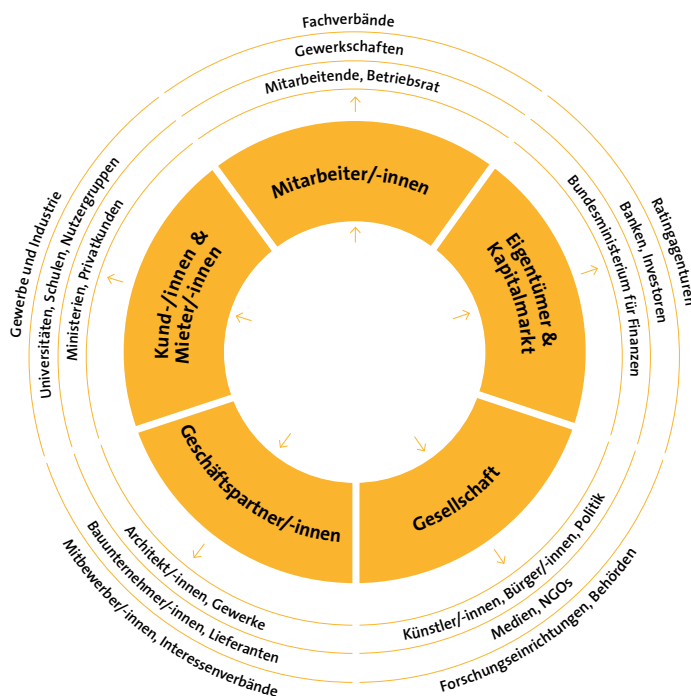 Fachverbände
Gewerkschaften
Mitarbeitende, Betriebsrat
Mitarbeiter/-innen
Ratingagenturen
Banken, Investoren
Bundesministerium für Finanzen
Eigentümer &
Kapitalmarkt
Gesellschaft
Künstler/-innen, Bürger/-innen, Politik
Medien, NGOs
Forschungseinrichtungen, Behörden
Geschäftspartner/-innen
Architekt/-innen, Gewerke
Bauunternehmer/-innen, Lieferanten
Mitbewerber/-innen, Interessenverbände
Gewerbe und Industrie
Universitäten, Schulen, Nutzergruppen
Ministerien, Privatkunden
Kund-/innen &
Mieter/-innen